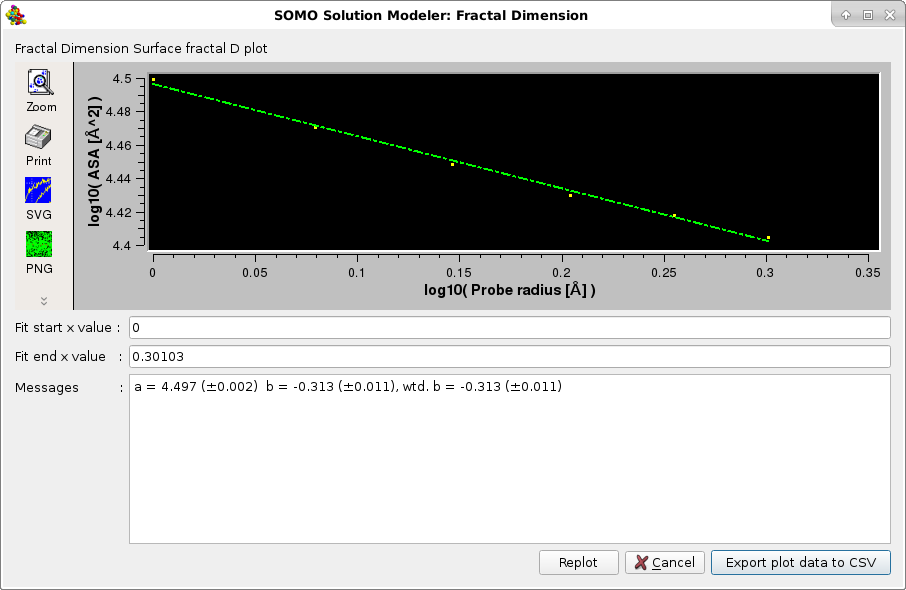 SOMO Solution Modeler: Fractal Dimension
Fractal Dimension Surface fractal D plot
Zoom
Print
SVG
PNG
log10( ASA [Å^2] )
4.5
4.48
4.46
4.44
4.42
4.4
0 0.05 0.1 0.15 0.2 0.25 0.3 0.35
log10( Probe radius [Å] )
Fit start x value : 0
Fit end x value : 0.30103
Messages : a = 4.497 (±0.002) b = -0.313 (±0.011), wtd. b = -0.313 (±0.011)
Replot Cancel Export plot data to CSV